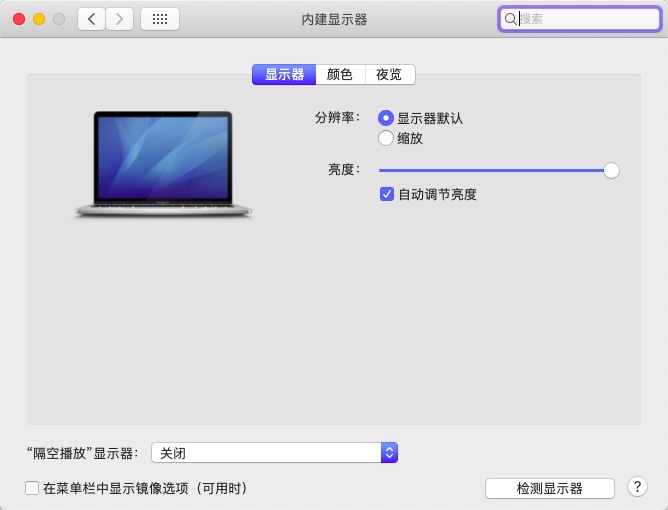 内建显示器
搜索
显示器 颜色 夜览
分辨率： 显示器默认
缩放
亮度：
自动调节亮度
“隔空播放”显示器： 关闭
在菜单栏中显示镜像选项（可用时）
检测显示器 ?